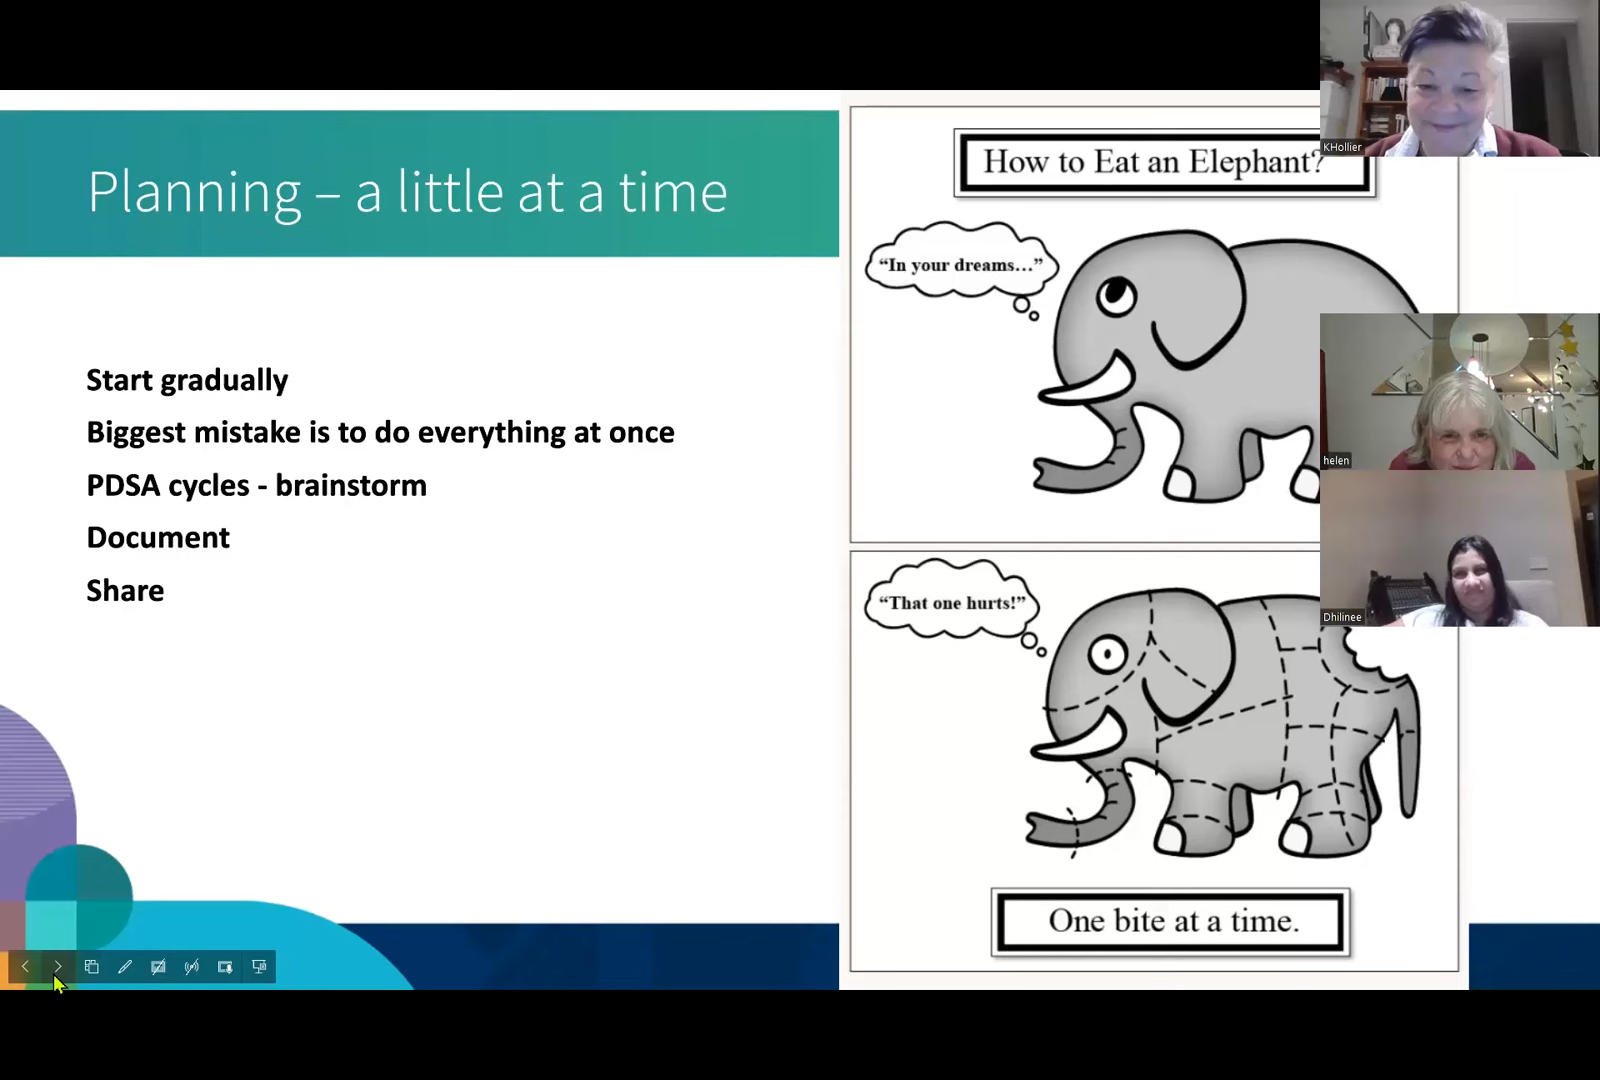 Planning – a little at a time
Start gradually
Biggest mistake is to do everything at once
PDSA cycles - brainstorm
Document
Share
How to Eat an Elephant?
“In your dreams...”
“That one hurts!”
One bite at a time.
KHollier
helen
Dhilinee